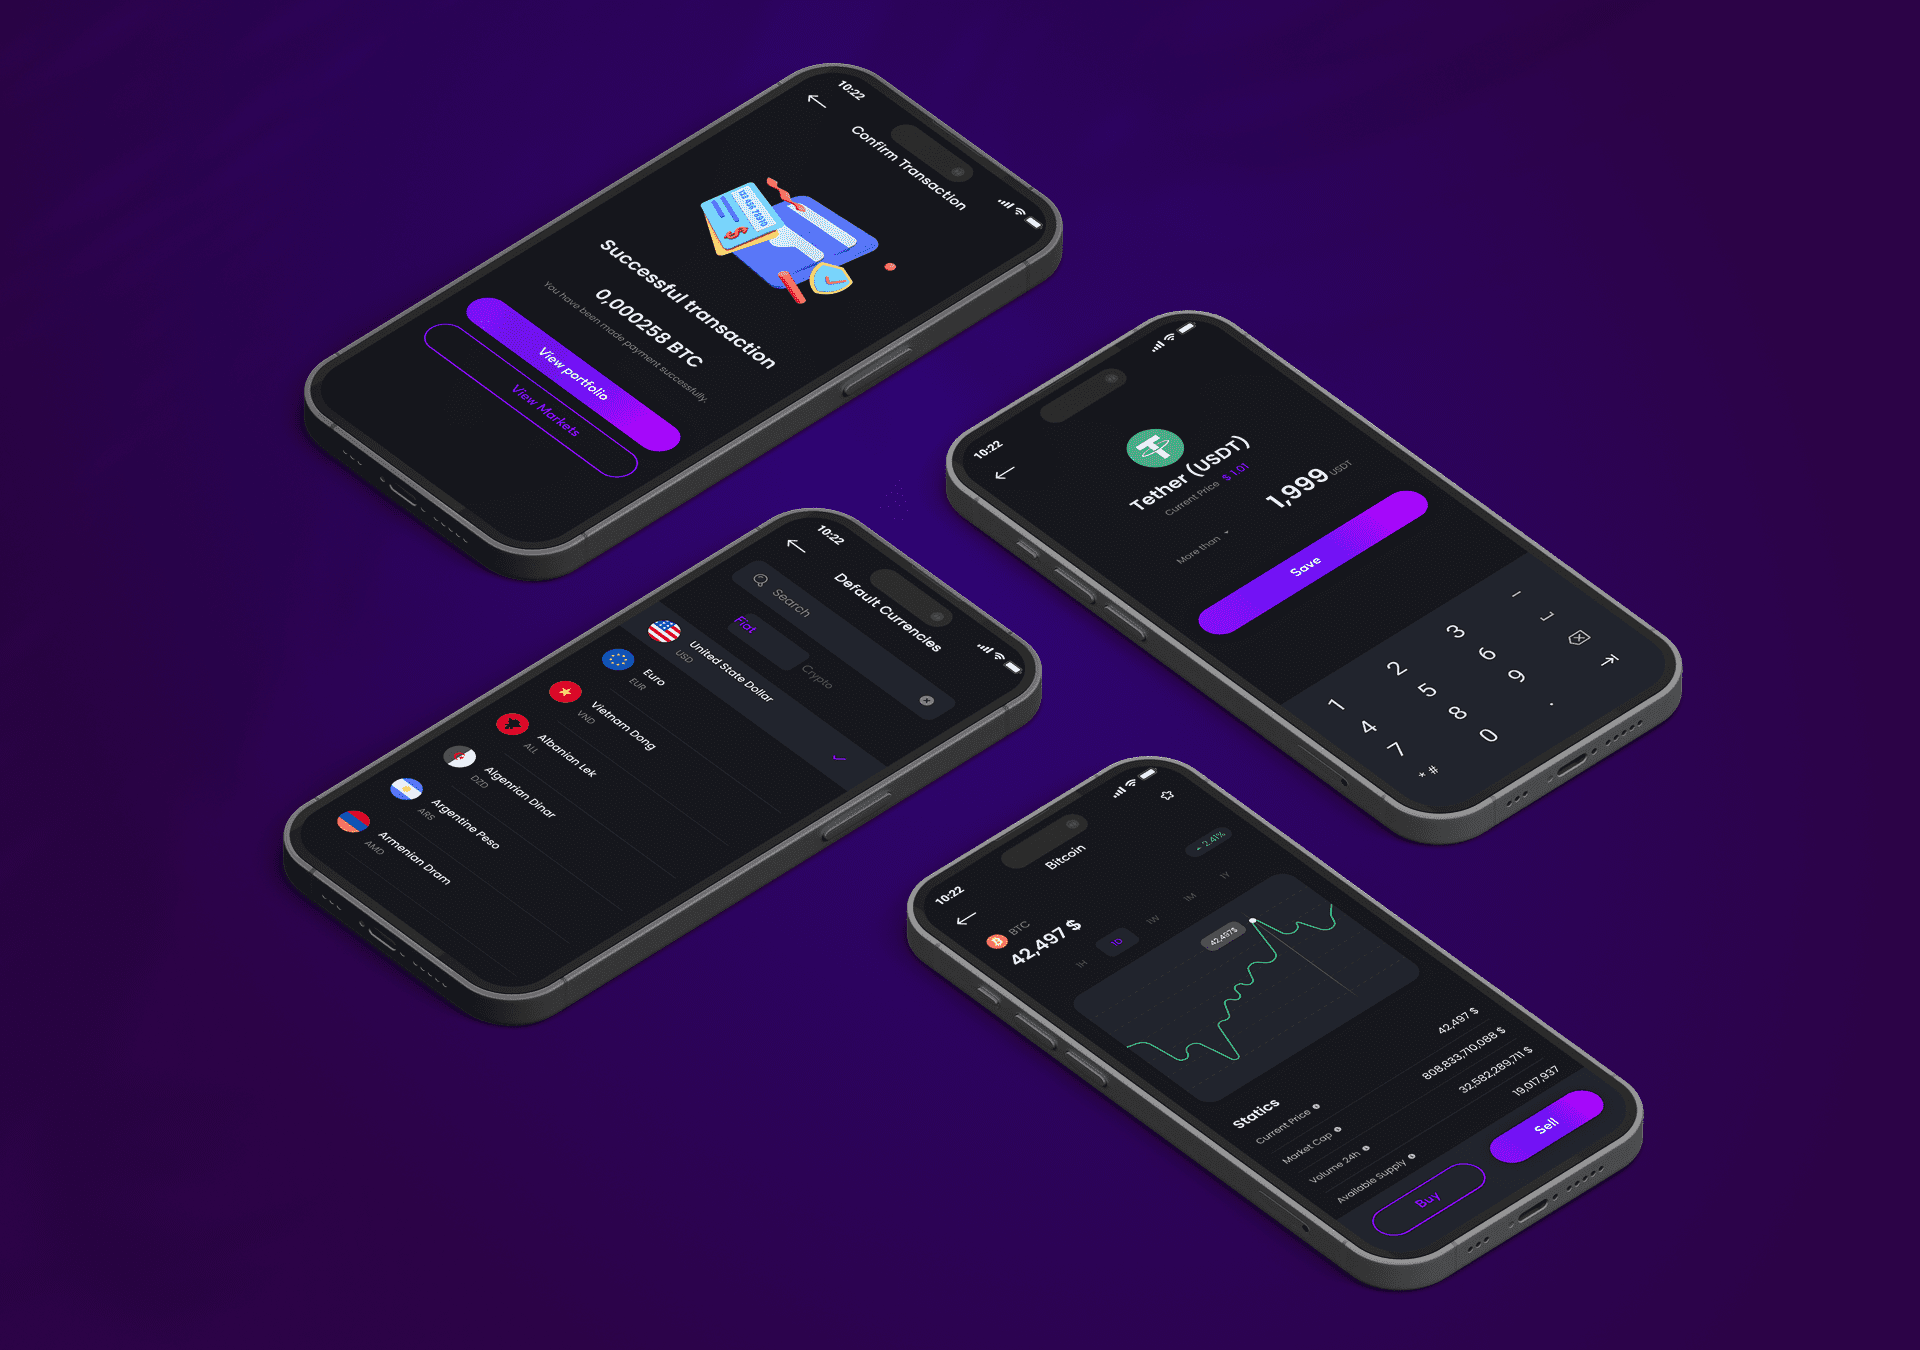 10:22
Confirm Transaction
123 456 78910
$
Successful transaction
0,000258 BTC
You have been made payment successfully.
View portfolio
View Markets
10:22
Tether (USDT)
Current Price $ 1.01
1,999 USDT
More than
Save
1 2 3 -
4 5 6
7 8 9
* # 0 .
10:22
Default Currencies
Search
Fiat
Crypto
United State Dollar
USD
Euro
EUR
Vietnam Dong
VND
Albanian Lek
ALL
Algenrian Dinar
DZD
Argentine Peso
ARS
Armenian Dram
AMD
10:22
Bitcoin
BTC
42,497 $
2.41%
1H 1D 1W 1M 1Y
42,497$
Statics
Current Price 42,497 $
Market Cap 808,833,710,088 $
Volume 24h 32,582,289,711 $
Available Supply 19,017,937
Buy
Sell